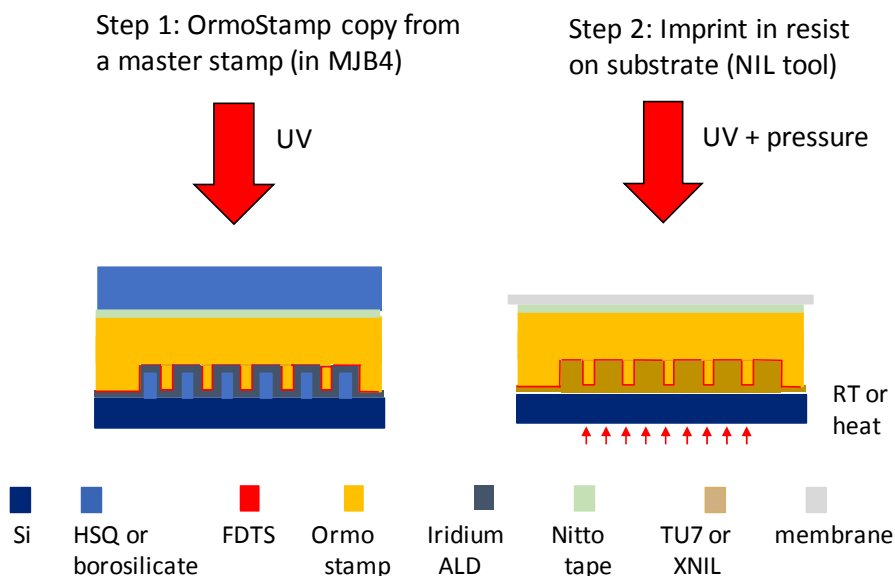 Step 1: OrmoStamp copy from
a master stamp (in MJB4)
Step 2: Imprint in resist
on substrate (NIL tool)
UV
UV + pressure
RT or
heat
Si
HSQ or
borosilicate
FDTS
Ormo
stamp
Iridium
ALD
Nitto
tape
TU7 or
XNIL
membrane